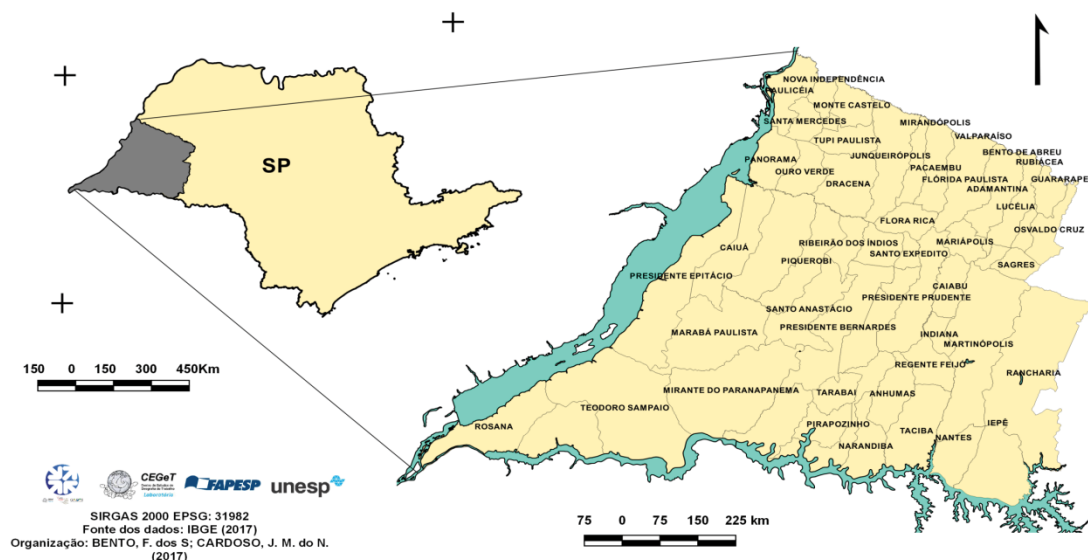 SP
150 0 150 300 450Km
CEGeT
Laboratório
FAPESP
unesp
SIRGAS 2000 EPSG: 31982
Fonte dos dados: IBGE (2017)
Organização: BENTO, F. dos S; CARDOSO, J. M. do N.
(2017)
NOVA INDEPENDÊNCIA
PAULICÉIA
MONTE CASTELO
SANTA MERCEDES
MIRANDÓPOLIS
VALPARAÍSO
TUPI PAULISTA
BENTO DE ABREU
PANORAMA
JUNQUEIRÓPOLIS
RUBIÁCEA
OURO VERDE
PACAEMBU
DRACENA
FLÓRIDA PAULISTA
GUARARAPE
ADAMANTINA
LUCÉLIA
FLORA RICA
OSVALDO CRUZ
CAIUÁ
RIBEIRÃO DOS ÍNDIOS
MARIÁPOLIS
PIQUEROBI
SANTO EXPEDITO
SAGRES
PRESIDENTE EPITÁCIO
CAIABU
PRESIDENTE PRUDENTE
SANTO ANASTÁCIO
MARABÁ PAULISTA
PRESIDENTE BERNARDES
INDIANA
MARTINÓPOLIS
REGENTE FEIJÓ
RANCHARIA
MIRANTE DO PARANAPANEMA
TARABAI
ANHUMAS
TEODORO SAMPAIO
ROSANA
PIRAPOZINHO
TACIBA
IEPÊ
NARANDIBA
NANTES
75 0 75 150 225 km